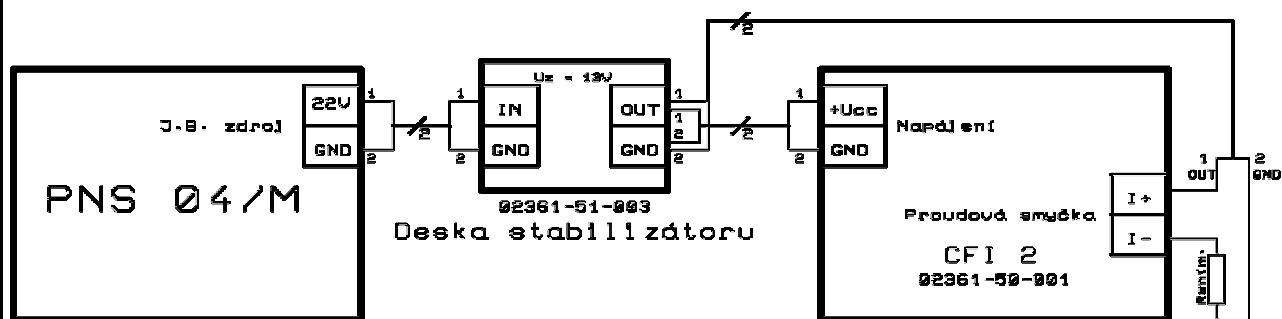 2
Uz = 13V
22V
1
1
IN
OUT
1
1
2
1
+Ucc
J.B. zdroj
2
2
Napájení
GND
2
2
GND
GND
2
2
GND
1
2
OUT
GND
PNS 04/M
I+
02361-51-003
Proudová smyčka
Deska stabilizátoru
I-
CFI 2
02361-50-001